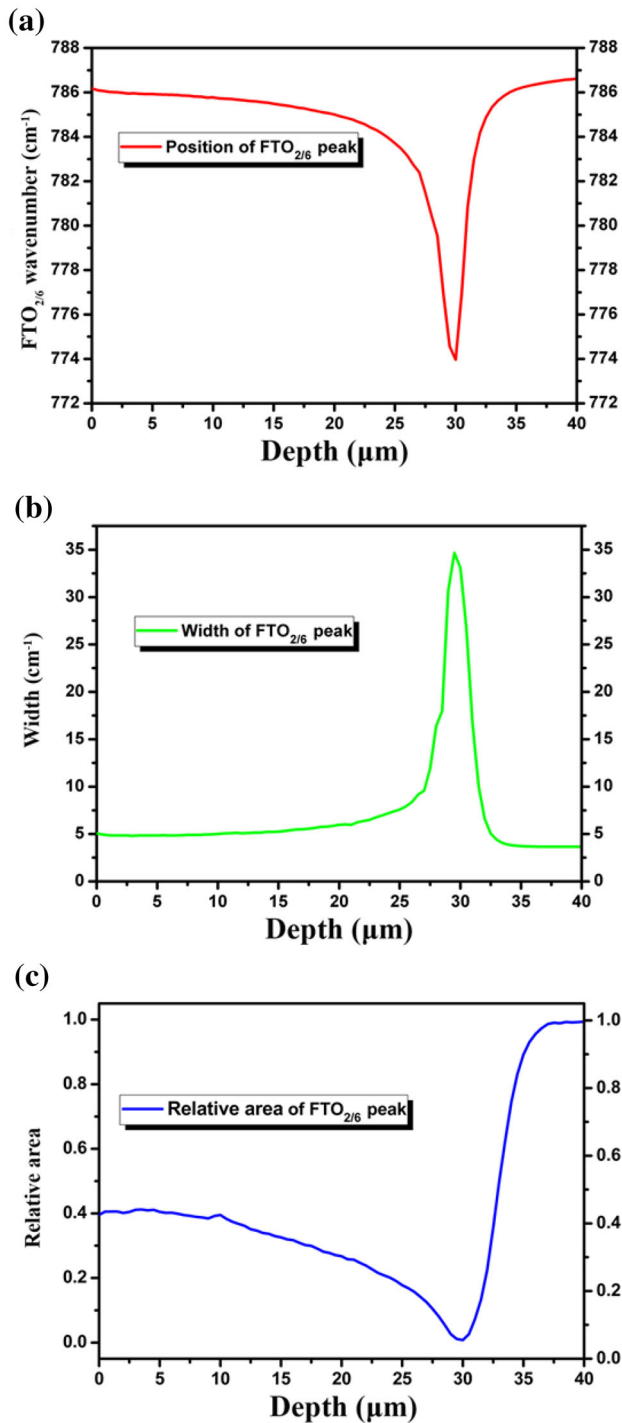 (a)
788 788
786 786
784 784
782 782
780 780
778 778
776 776
774 774
772 772
FTO2/6 wavenumber (cm-1)
Position of FTO2/6 peak
0 5 10 15 20 25 30 35 40
Depth (µm)
(b)
35 35
30 30
25 25
20 20
15 15
10 10
5 5
0 0
Width (cm-1)
Width of FTO2/6 peak
0 5 10 15 20 25 30 35 40
Depth (µm)
(c)
1.0 1.0
0.8 0.8
0.6 0.6
0.4 0.4
0.2 0.2
0.0 0.0
Relative area
Relative area of FTO2/6 peak
0 5 10 15 20 25 30 35 40
Depth (µm)